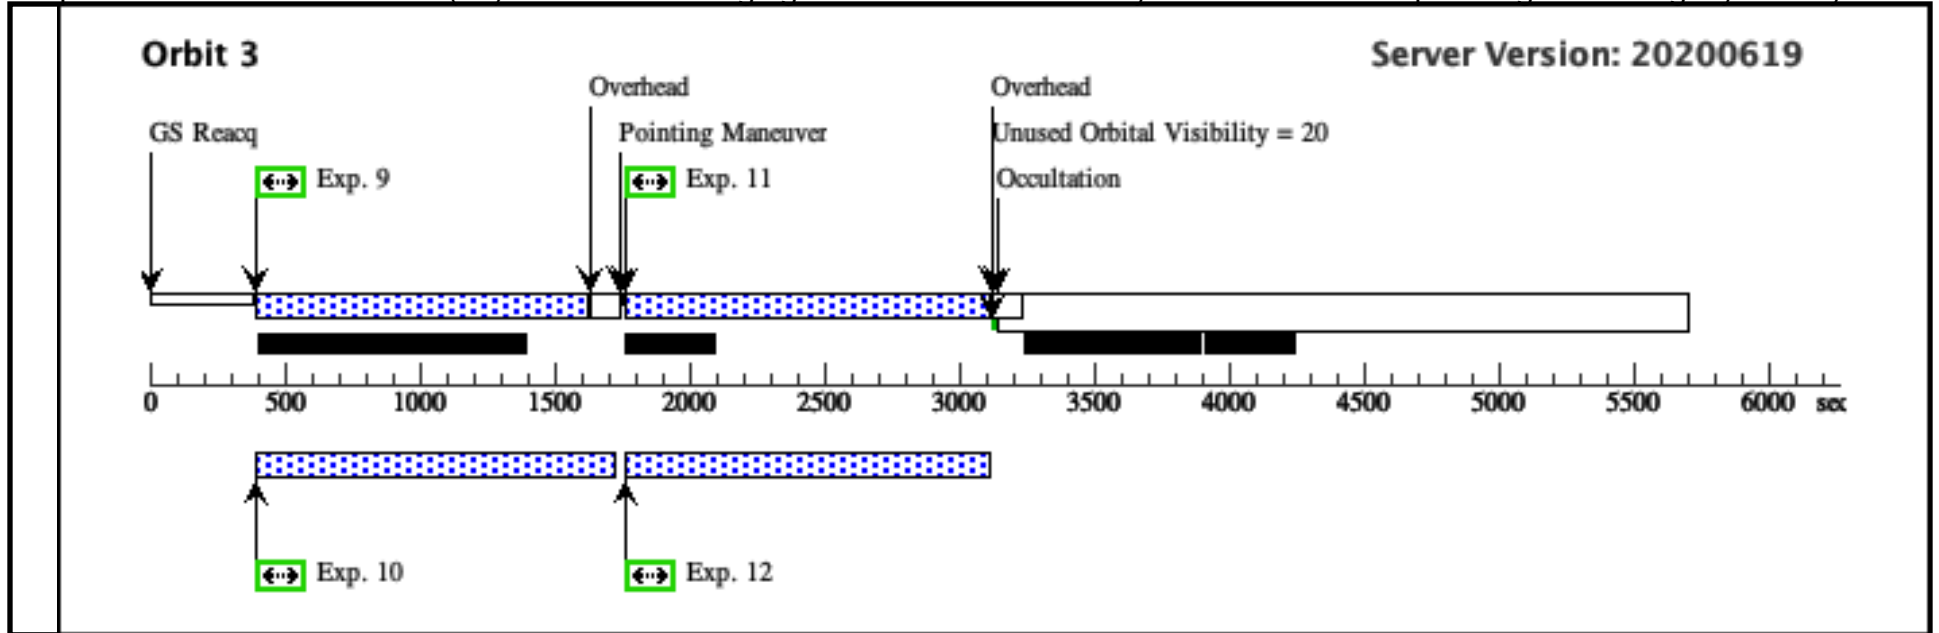 Orbit 3
Server Version: 20200619
Overhead
Overhead
GS Reacq
Pointing Maneuver
Unused Orbital Visibility = 20
Exp. 9
Exp. 11
Occultation
0 500 1000 1500 2000 2500 3000 3500 4000 4500 5000 5500 6000 sec
Exp. 10
Exp. 12